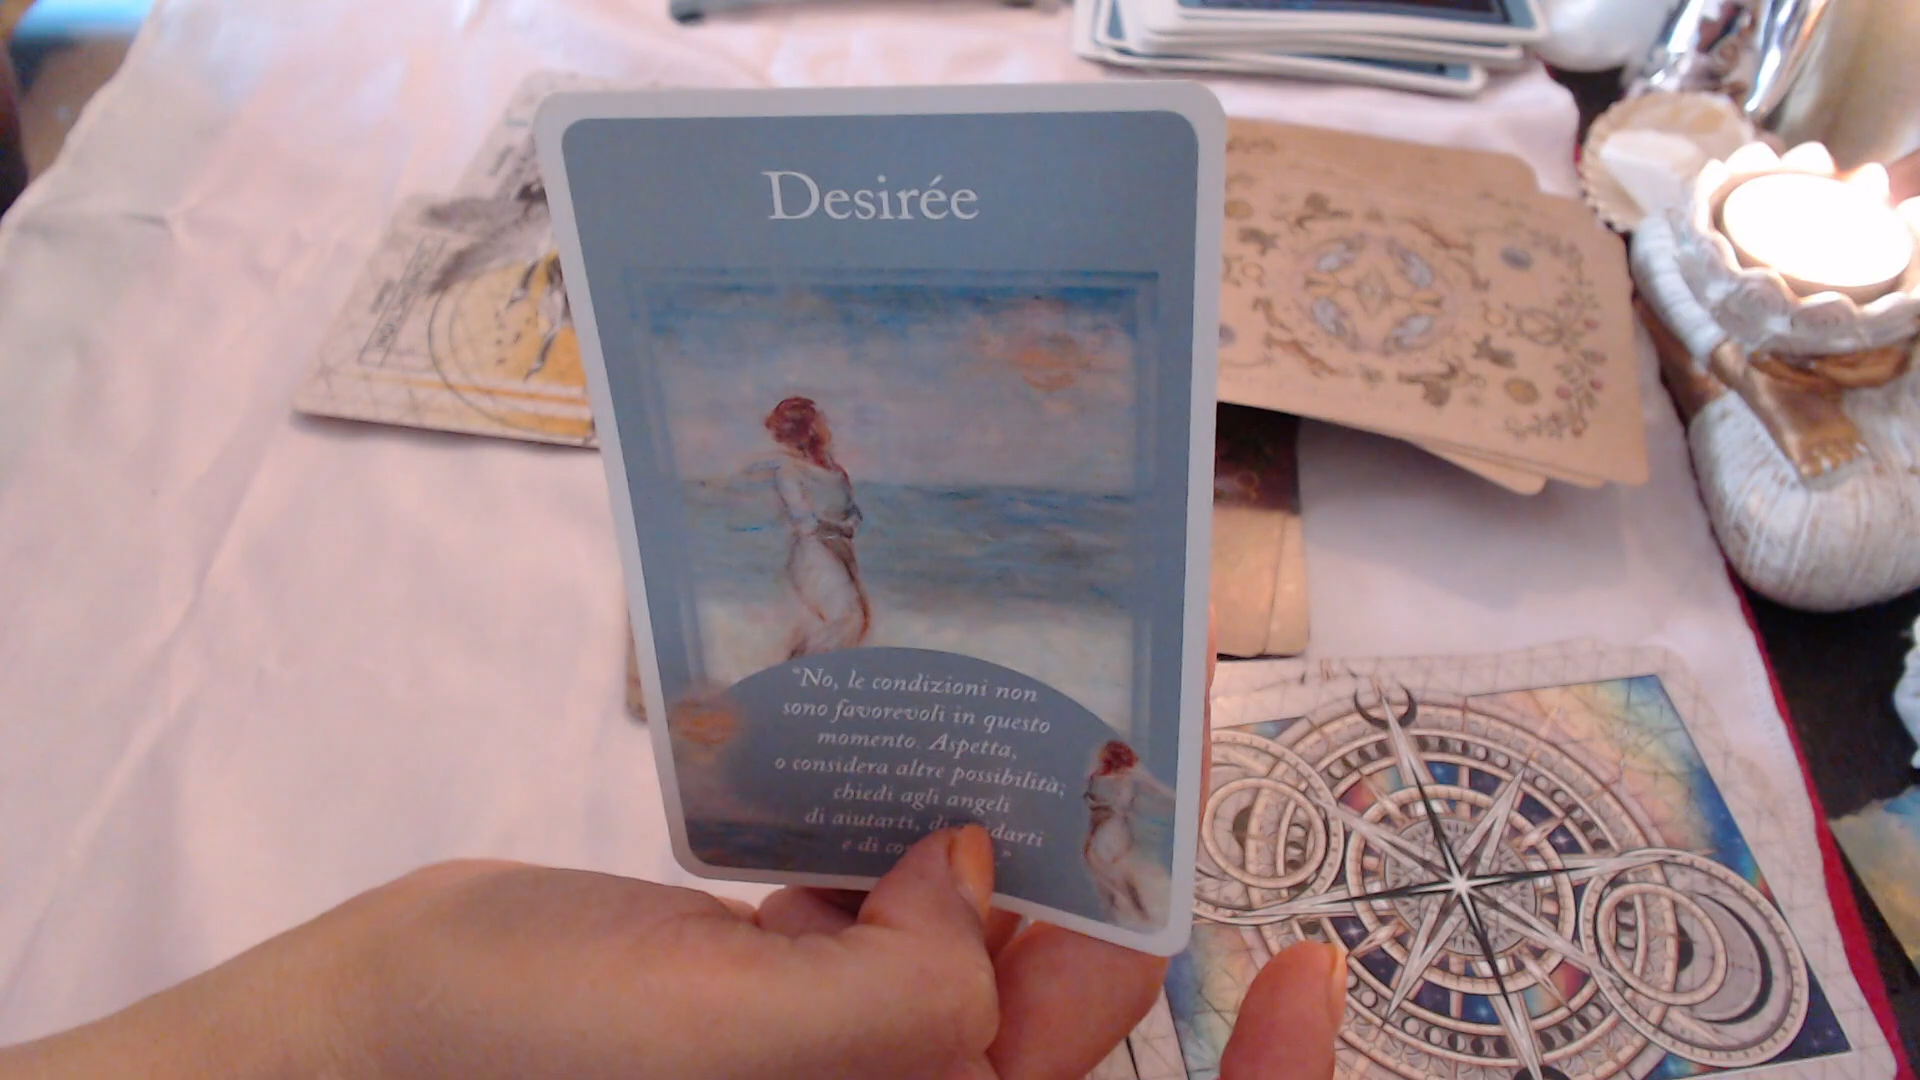 Desirée
"No, le condizioni non
sono favorevoli in questo
momento. Aspetta,
o considera altre possibilità;
chiedi agli angeli
di aiutarti,
e di